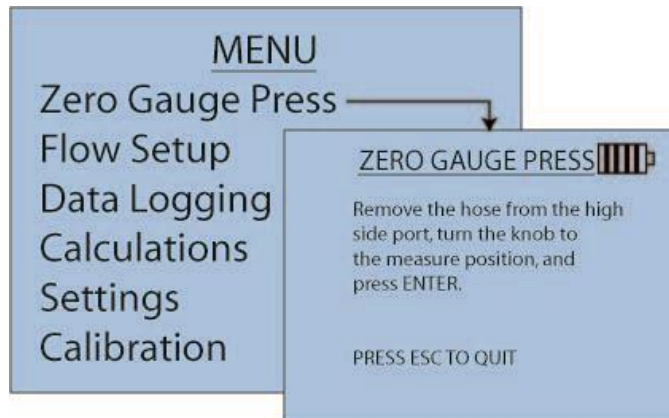 MENU
Zero Gauge Press
Flow Setup
Data Logging
Calculations
Settings
Calibration
ZERO GAUGE PRESS
Remove the hose from the high
side port, turn the knob to
the measure position, and
press ENTER.
PRESS ESC TO QUIT